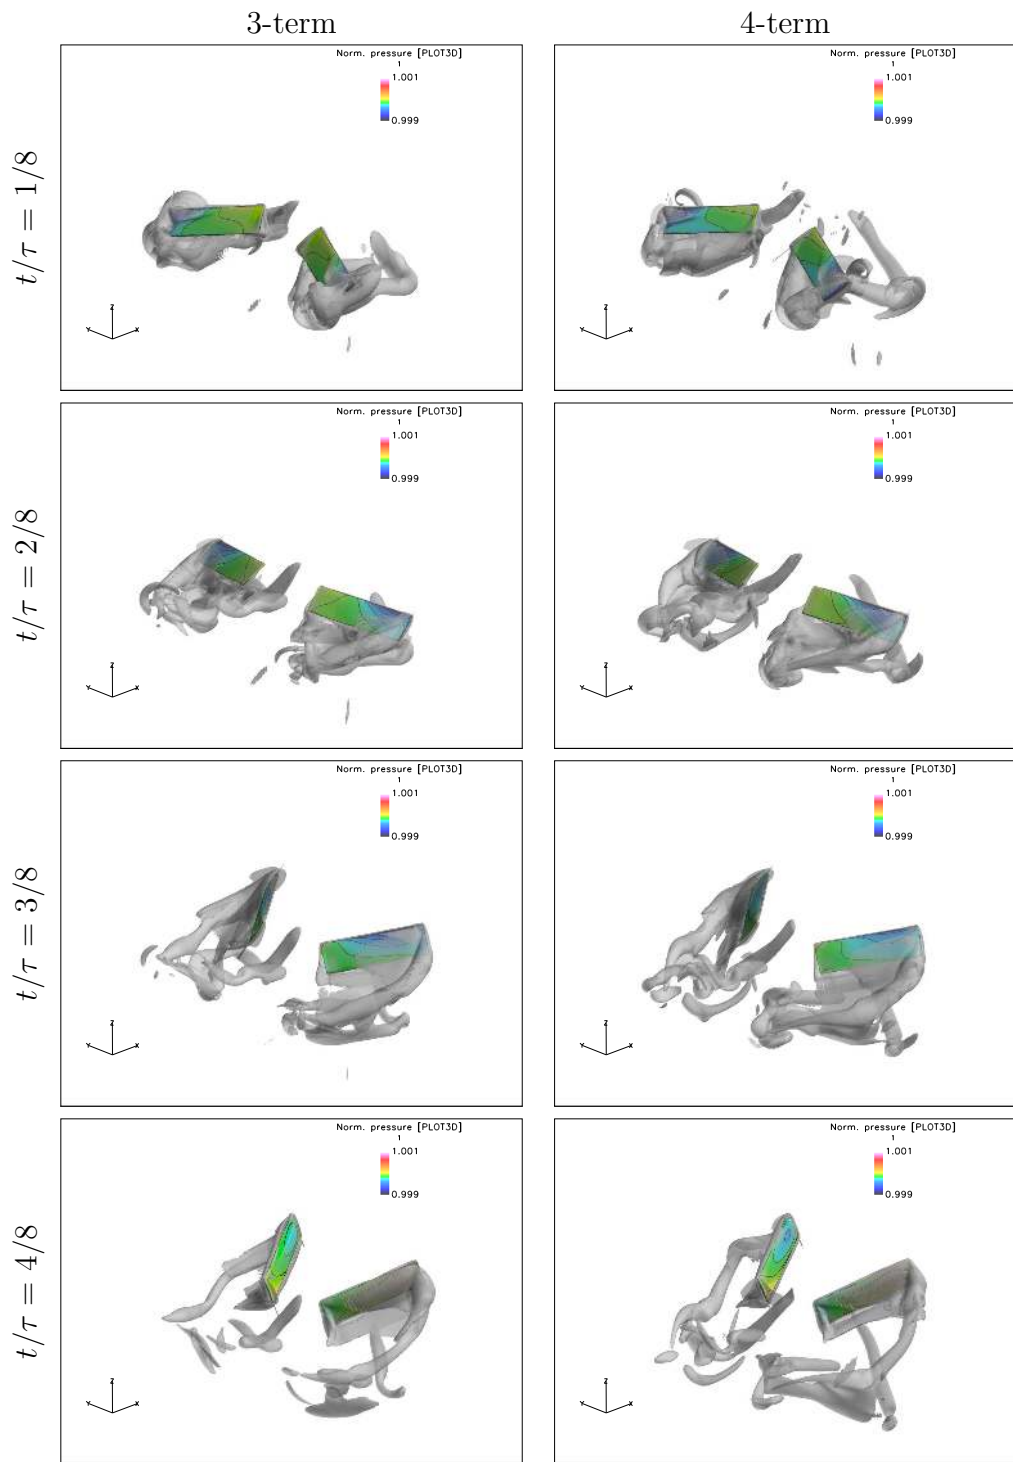 3-term 4-term
t/τ = 1/8
Norm. pressure [PLOT3D]
1
1.001
0.999
Z
Y X
Norm. pressure [PLOT3D]
1
1.001
0.999
Z
Y X
t/τ = 2/8
Norm. pressure [PLOT3D]
1
1.001
0.999
Z
Y X
Norm. pressure [PLOT3D]
1
1.001
0.999
Z
Y X
t/τ = 3/8
Norm. pressure [PLOT3D]
1
1.001
0.999
Z
Y X
Norm. pressure [PLOT3D]
1
1.001
0.999
Z
Y X
t/τ = 4/8
Norm. pressure [PLOT3D]
1
1.001
0.999
Z
Y X
Norm. pressure [PLOT3D]
1
1.001
0.999
Z
Y X